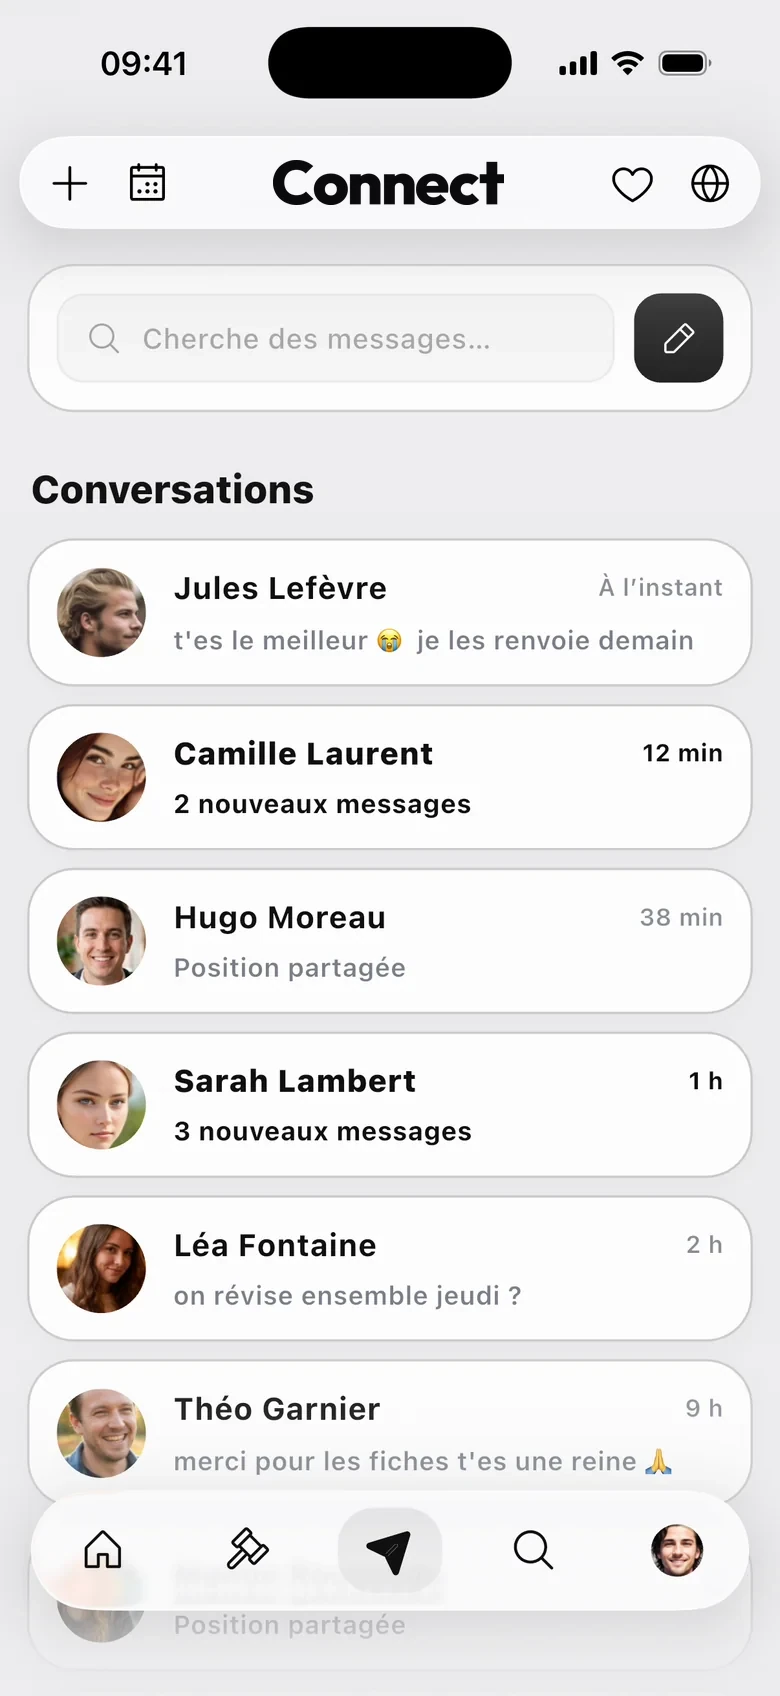 09:41
Connect
Cherche des messages...
Conversations
Jules Lefèvre
À l’instant
t'es le meilleur 😭 je les renvoie demain
Camille Laurent
12 min
2 nouveaux messages
Hugo Moreau
38 min
Position partagée
Sarah Lambert
1 h
3 nouveaux messages
Léa Fontaine
2 h
on révise ensemble jeudi ?
Théo Garnier
9 h
merci pour les fiches t'es une reine 🙏
Position partagée